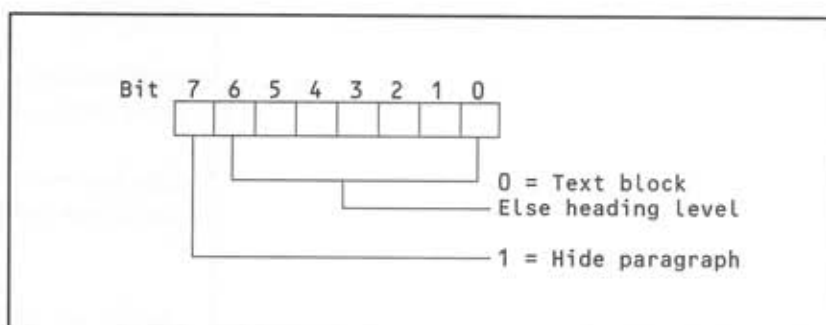 Bit 7 6 5 4 3 2 1 0
0 = Text block
Else heading level
1 = Hide paragraph